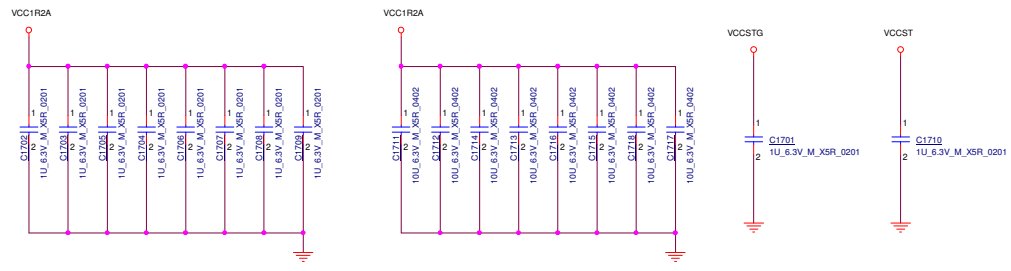 VCC1R2A
VCC1R2A
VCCSTG
VCCST
1
2
C1702
1U_6.3V_M_X5R_0201
1
2
C1703
1U_6.3V_M_X5R_0201
1
2
C1705
1U_6.3V_M_X5R_0201
1
2
C1704
1U_6.3V_M_X5R_0201
1
2
C1706
1U_6.3V_M_X5R_0201
1
2
C1707
1U_6.3V_M_X5R_0201
1
2
C1708
1U_6.3V_M_X5R_0201
1
2
C1709
1U_6.3V_M_X5R_0201
1
2
C1711
10U_6.3V_M_X5R_0402
1
2
C1712
10U_6.3V_M_X5R_0402
1
2
C1714
10U_6.3V_M_X5R_0402
1
2
C1713
10U_6.3V_M_X5R_0402
1
2
C1716
10U_6.3V_M_X5R_0402
1
2
C1715
10U_6.3V_M_X5R_0402
1
2
C1718
10U_6.3V_M_X5R_0402
1
2
C1717
10U_6.3V_M_X5R_0402
1
C1701
1U_6.3V_M_X5R_0201
2
1
C1710
1U_6.3V_M_X5R_0201
2